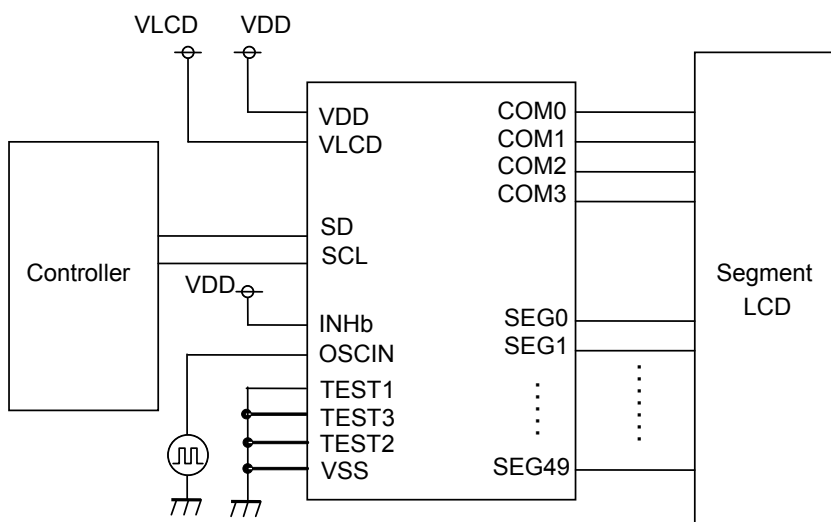 VLCD
VDD
VDD
VLCD
COM0
COM1
COM2
COM3
SD
SCL
Controller
VDD
Segment
LCD
INHb
OSCIN
TEST1
TEST3
TEST2
VSS
SEG0
SEG1
SEG49